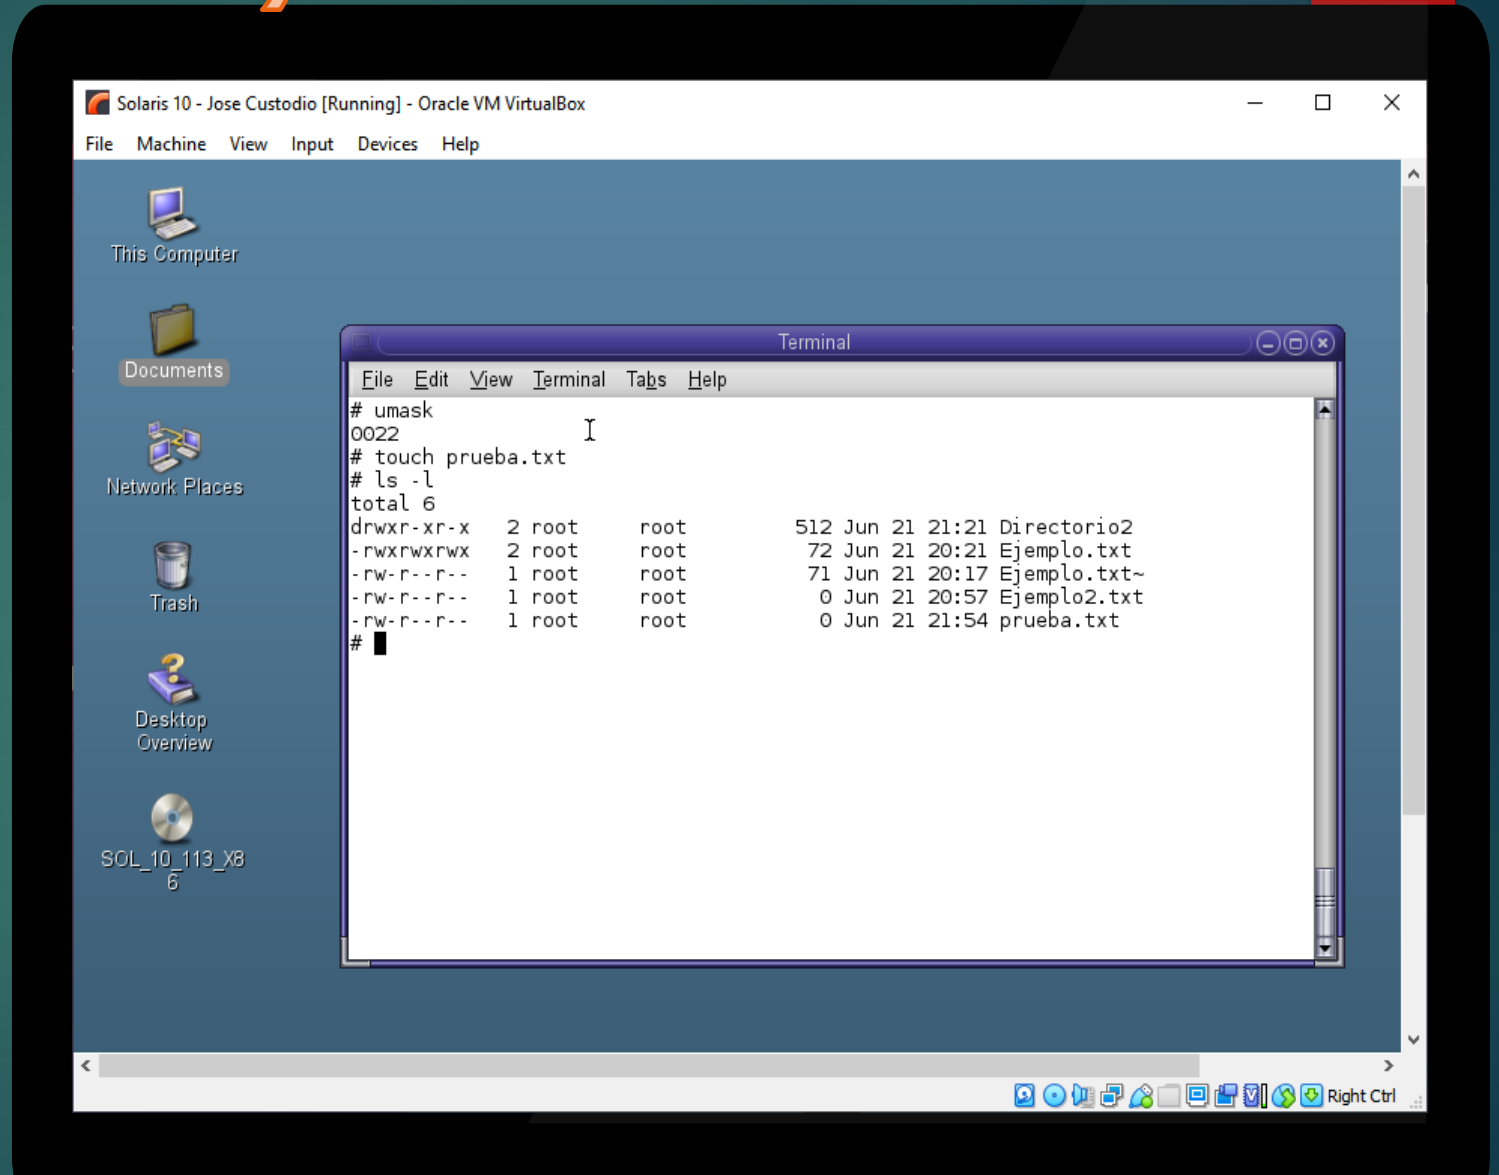 Solaris 10 - Jose Custodio [Running] - Oracle VM VirtualBox
File Machine View Input Devices Help
This Computer
Documents
Network Places
Trash
Desktop
Overview
SOL_10_113_X8
6
Terminal
File Edit View Terminal Tabs Help
# umask
0022
# touch prueba.txt
# ls -l
total 6
drwxr-xr-x 2 root root 512 Jun 21 21:21 Directorio2
-rwxrwxrwx 2 root root 72 Jun 21 20:21 Ejemplo.txt
-rw-r--r-- 1 root root 71 Jun 21 20:17 Ejemplo.txt~
-rw-r--r-- 1 root root 0 Jun 21 20:57 Ejemplo2.txt
-rw-r--r-- 1 root root 0 Jun 21 21:54 prueba.txt
#
Right Ctrl